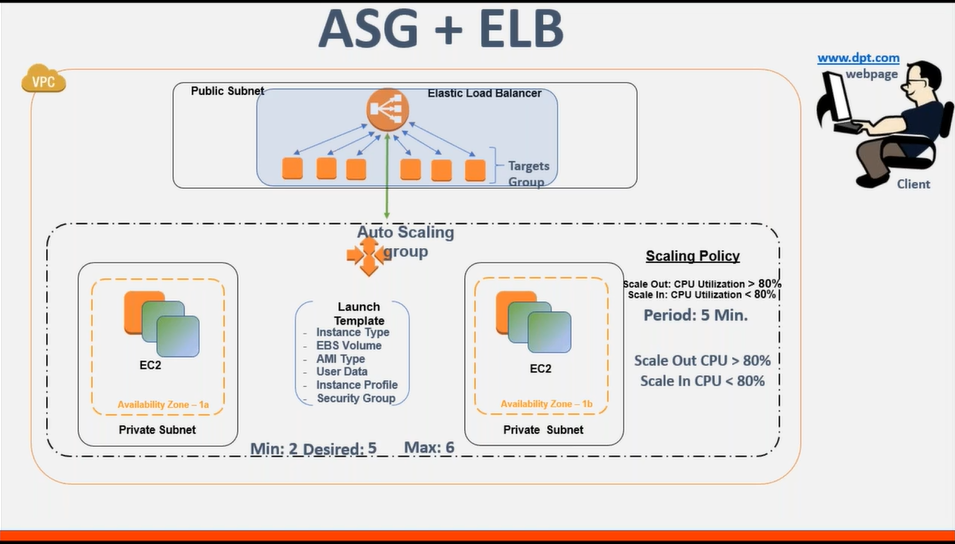 ASG + ELB
www.dpt.com
webpage
Client
VPC
Public Subnet
Elastic Load Balancer
Targets
Group
Auto Scaling
group
Launch
Template
- Instance Type
- EBS Volume
- AMI Type
- User Data
- Instance Profile
- Security Group
EC2
Availability Zone – 1a
Private Subnet
EC2
Availability Zone – 1b
Private Subnet
Scaling Policy
Scale Out: CPU Utilization > 80%
Scale In: CPU Utilization < 80%
Period: 5 Min.
Scale Out CPU > 80%
Scale In CPU < 80%
Min: 2 Desired: 5 Max: 6